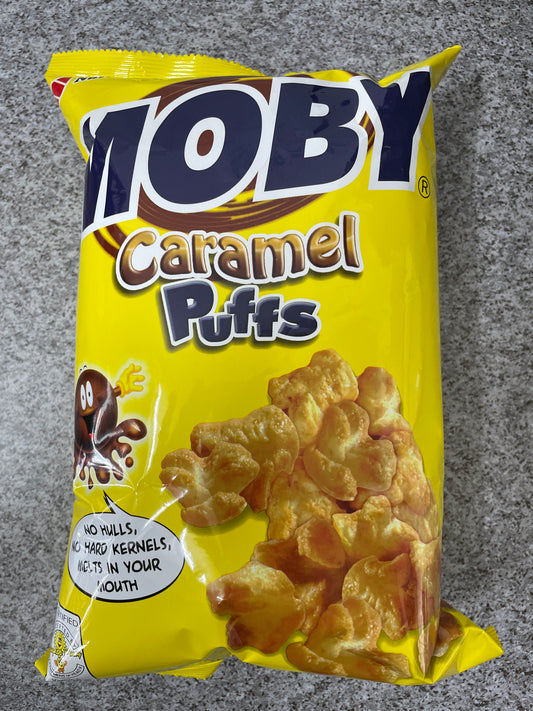 MOBY
®
Caramel
Puffs
NO HULLS,
NO HARD KERNELS,
MELTS IN YOUR
MOUTH